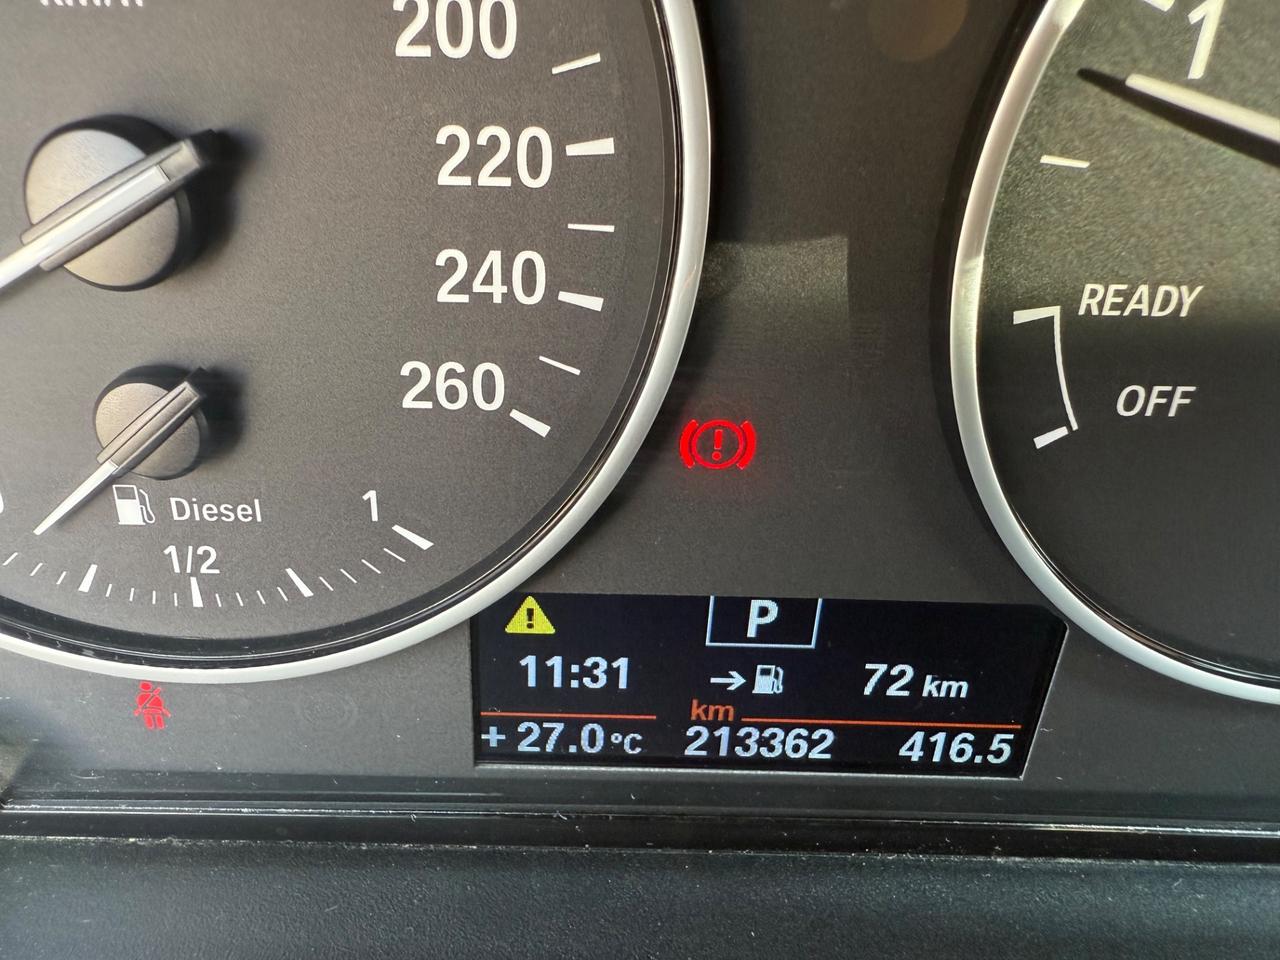 km/h
200
220
240
260
1
READY
OFF
Diesel
1
1/2
P
11:31
72 km
km
+ 27.0 °C
213362
416.5